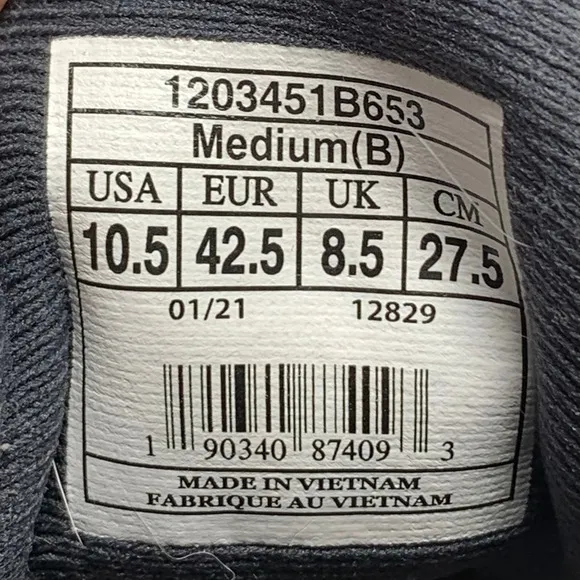 1203451B653
Medium(B)
USA EUR UK CM
10.5 42.5 8.5 27.5
01/21 12829
1 90340 87409 3
MADE IN VIETNAM
FABRIQUE AU VIETNAM